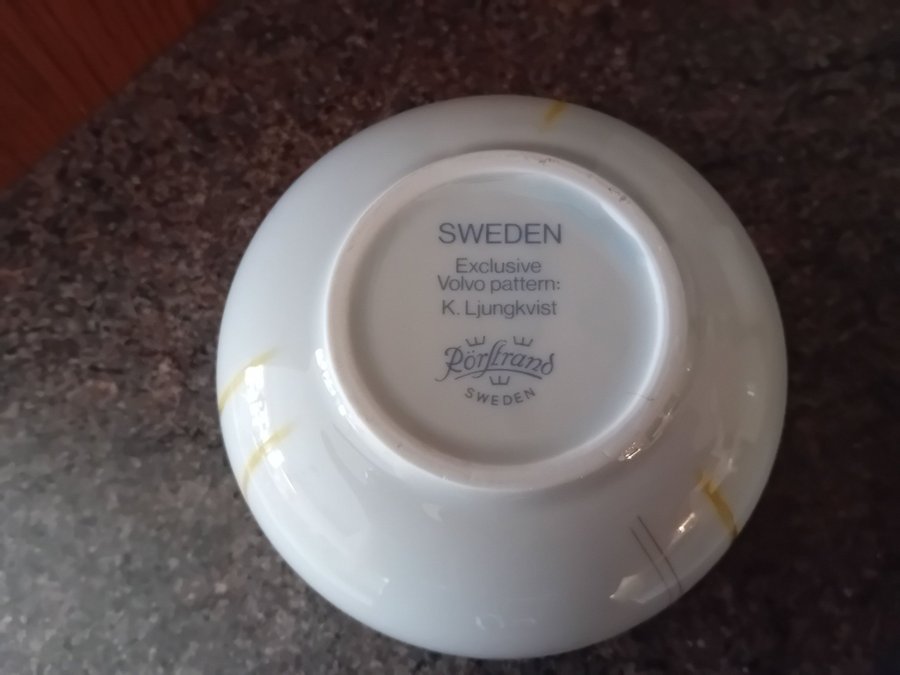 SWEDEN
Exclusive
Volvo pattern:
K. Ljungkvist
Rörstrand
SWEDEN